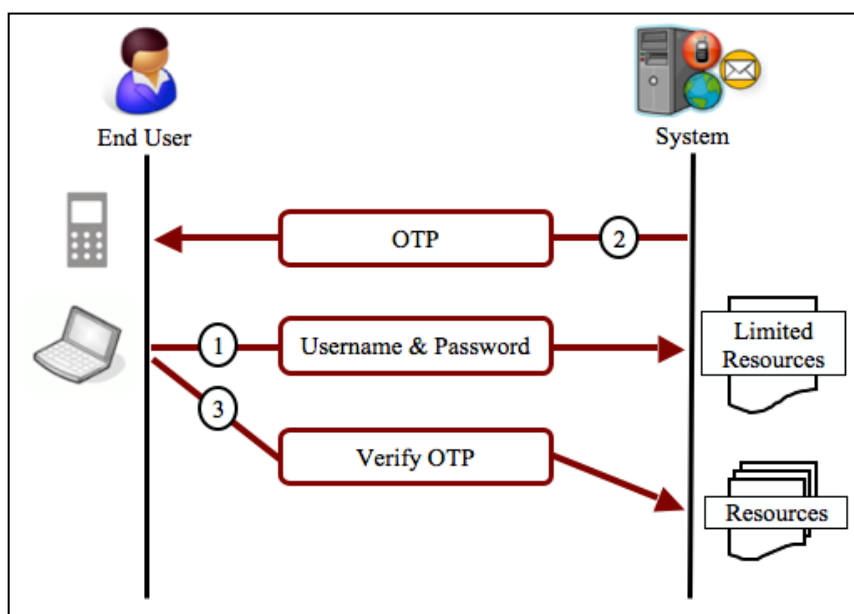 End User
System
OTP
2
1
Username & Password
Limited
Resources
3
Verify OTP
Resources